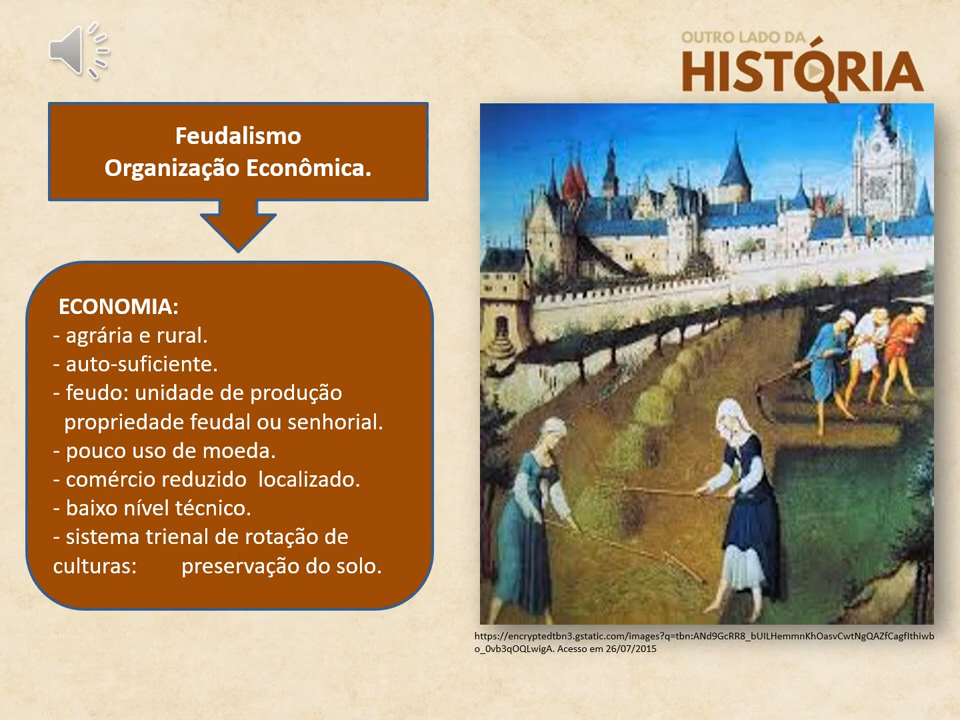 OUTRO LADO DA
HISTÓRIA
Feudalismo
Organização Econômica.
ECONOMIA:
- agrária e rural.
- auto-suficiente.
- feudo: unidade de produção
propriedade feudal ou senhorial.
- pouco uso de moeda.
- comércio reduzido localizado.
- baixo nível técnico.
- sistema trienal de rotação de
culturas: preservação do solo.
https://encryptedtbn3.gstatic.com/images?q=tbn:ANd9GcRR8_bUILHemmnKhOasvCwtNgQAZfCagfIthiwb
o_0vb3qOQLwigA. Acesso em 26/07/2015